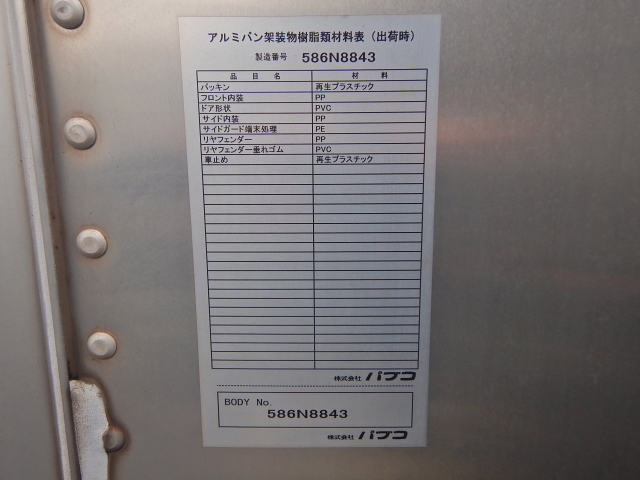 アルミバン架装物樹脂類材料表（出荷時）
製造番号 586N8843
品目名 材料
パッキン 再生プラスチック
フロント内装 PP
ドア形状 PVC
サイド内装 PP
サイドガード端末処理 PE
リヤフェンダー PP
リヤフェンダー垂れゴム PVC
車止め 再生プラスチック
株式会社 パブコ
BODY No.
586N8843
株式会社 パブコ